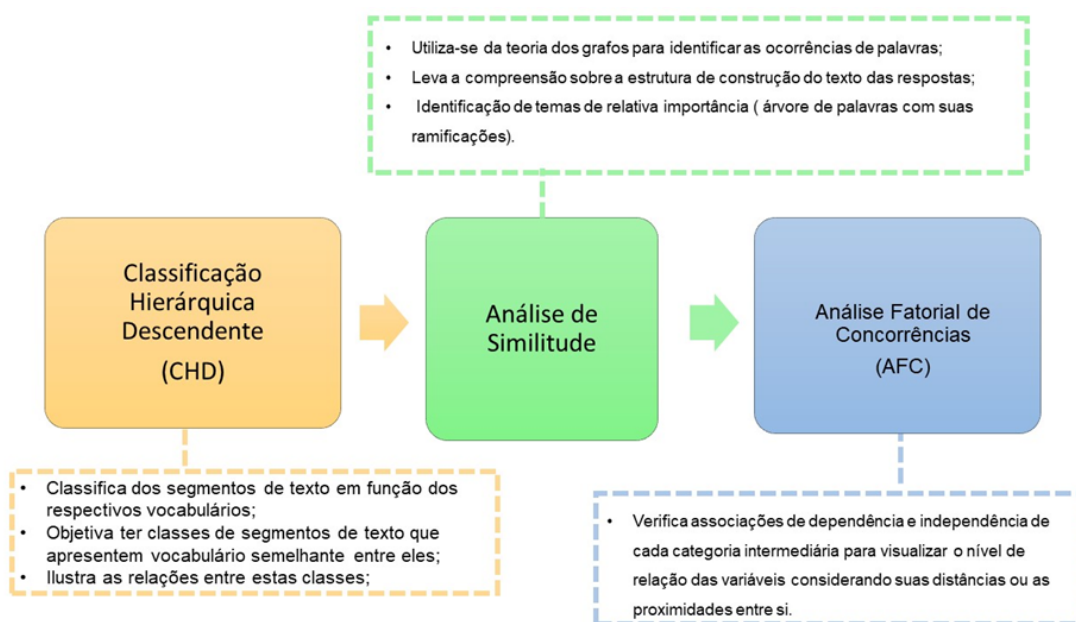 • Utiliza-se da teoria dos grafos para identificar as ocorrências de palavras;
• Leva a compreensão sobre a estrutura de construção do texto das respostas;
• Identificação de temas de relativa importância ( árvore de palavras com suas
ramificações).
Classificação
Hierárquica
Descendente
(CHD)
Análise de
Similitude
Análise Fatorial de
Concorrências
(AFC)
• Classifica dos segmentos de texto em função dos
respectivos vocabulários;
• Objetiva ter classes de segmentos de texto que
apresentem vocabulário semelhante entre eles;
• Ilustra as relações entre estas classes;
• Verifica associações de dependência e independência de
cada categoria intermediária para visualizar o nível de
relação das variáveis considerando suas distâncias ou as
proximidades entre si.